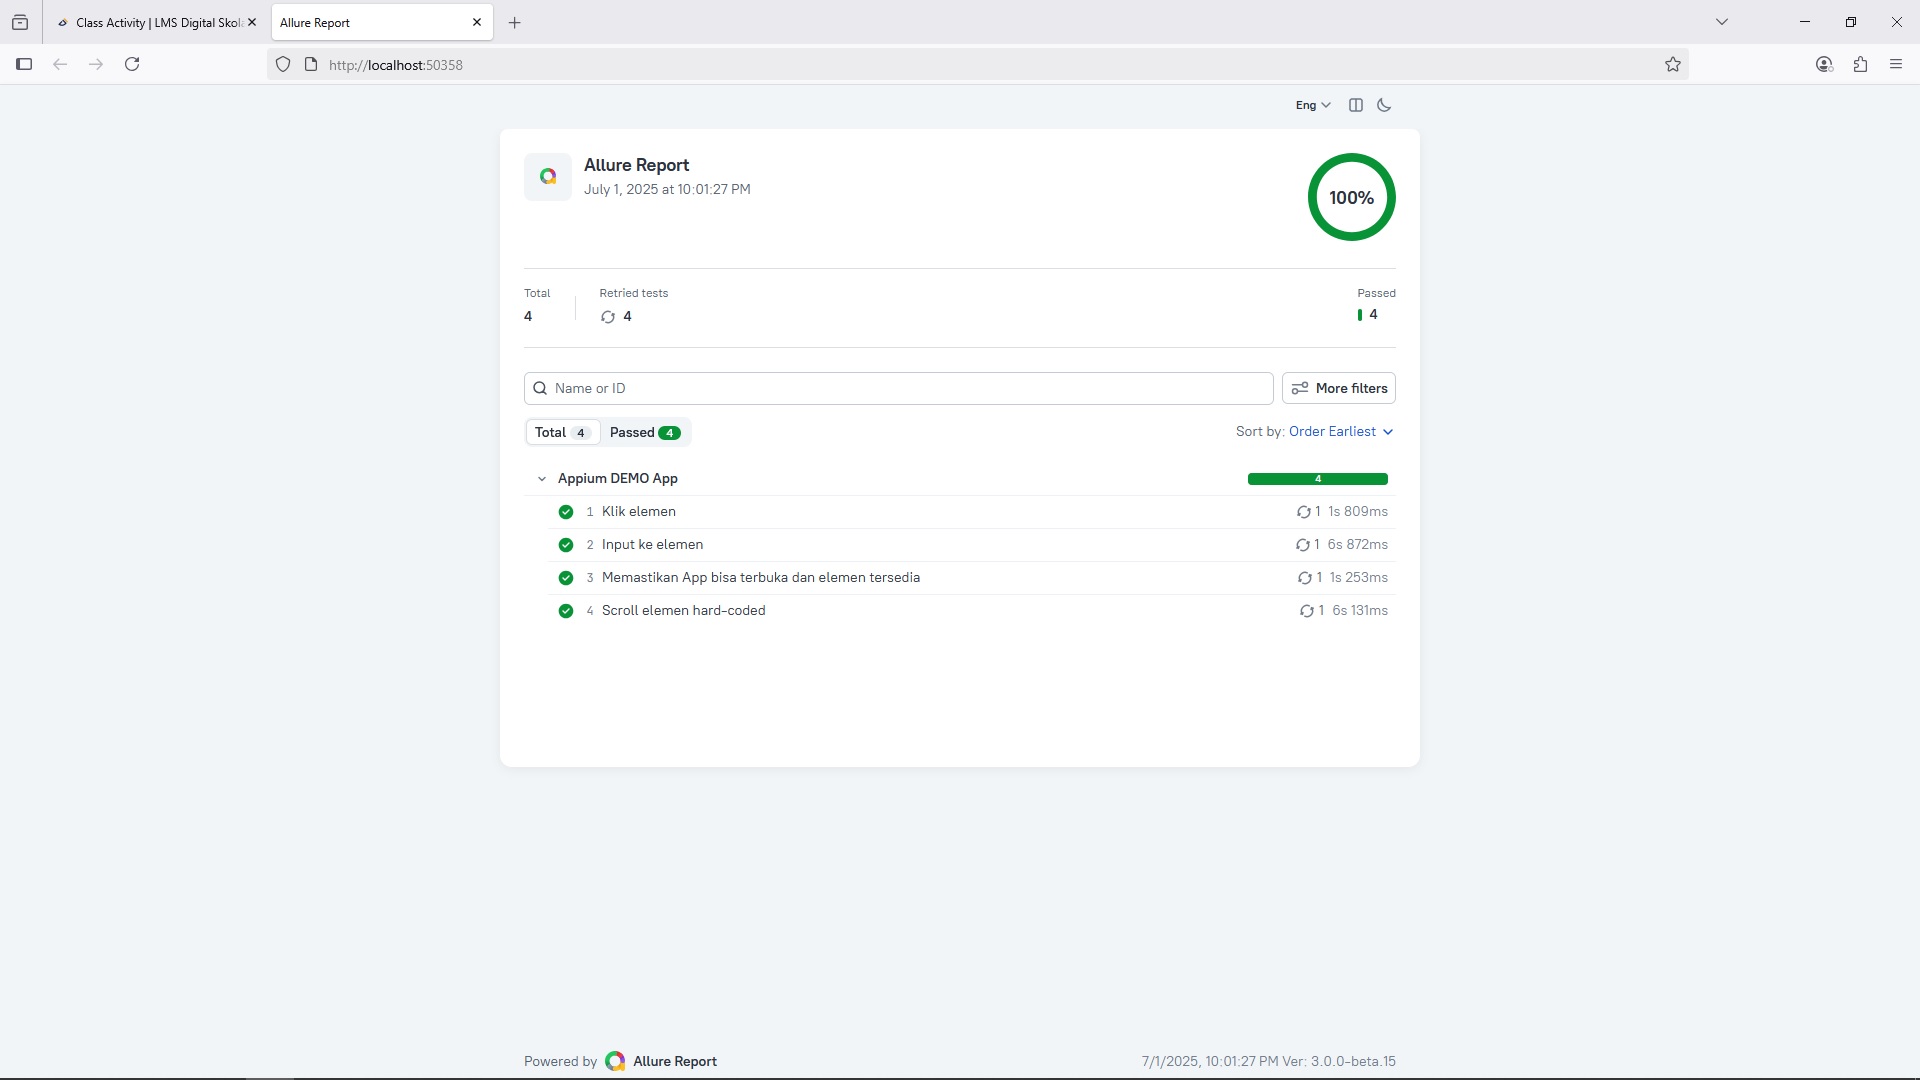 Class Activity | LMS Digital Skol
Allure Report
http://localhost:50358
Eng
Allure Report
July 1, 2025 at 10:01:27 PM
100%
Total
4
Retried tests
4
Passed
4
Name or ID
More filters
Total 4
Passed 4
Sort by: Order Earliest
Appium DEMO App
4
1 Klik elemen 1 1s 809ms
2 Input ke elemen 1 6s 872ms
3 Memastikan App bisa terbuka dan elemen tersedia 1 1s 253ms
4 Scroll elemen hard-coded 1 6s 131ms
Powered by Allure Report
7/1/2025, 10:01:27 PM Ver: 3.0.0-beta.15